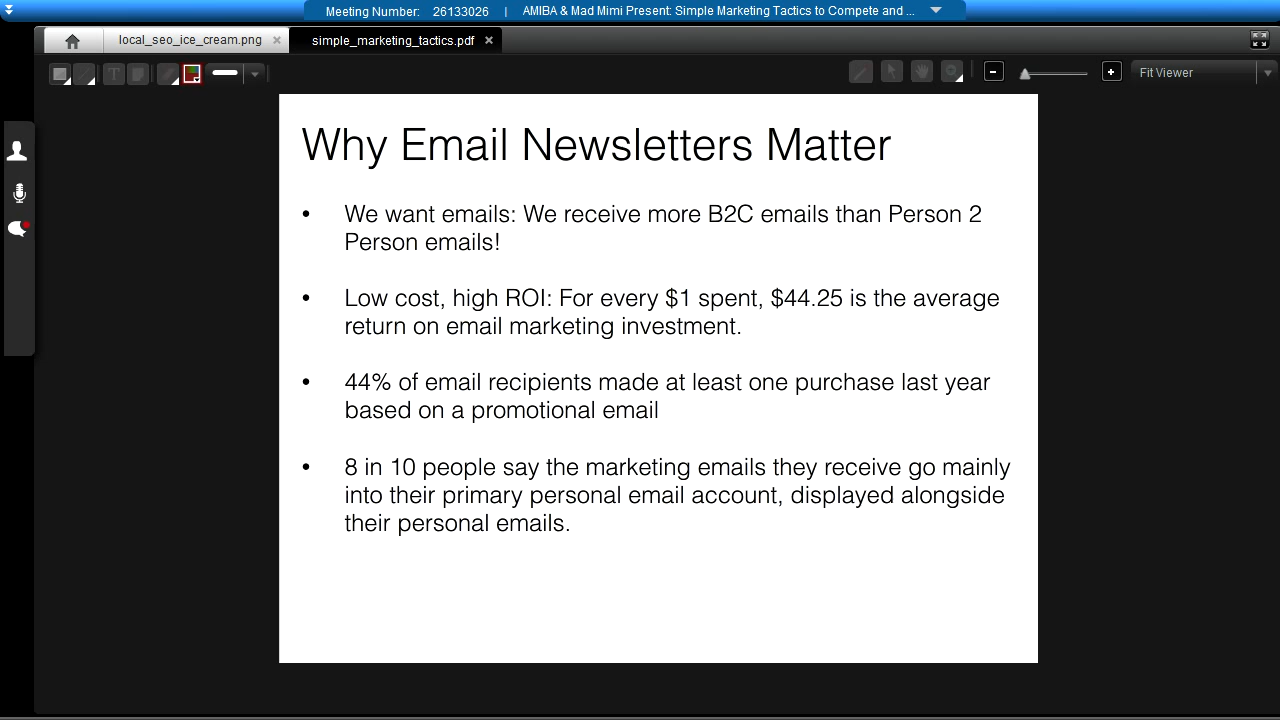 Meeting Number: 26133026 | AMIBA & Mad Mimi Present: Simple Marketing Tactics to Compete and ...
local_seo_ice_cream.png
simple_marketing_tactics.pdf
T
Fit Viewer
Why Email Newsletters Matter
• We want emails: We receive more B2C emails than Person 2
Person emails!
• Low cost, high ROI: For every $1 spent, $44.25 is the average
return on email marketing investment.
• 44% of email recipients made at least one purchase last year
based on a promotional email
• 8 in 10 people say the marketing emails they receive go mainly
into their primary personal email account, displayed alongside
their personal emails.